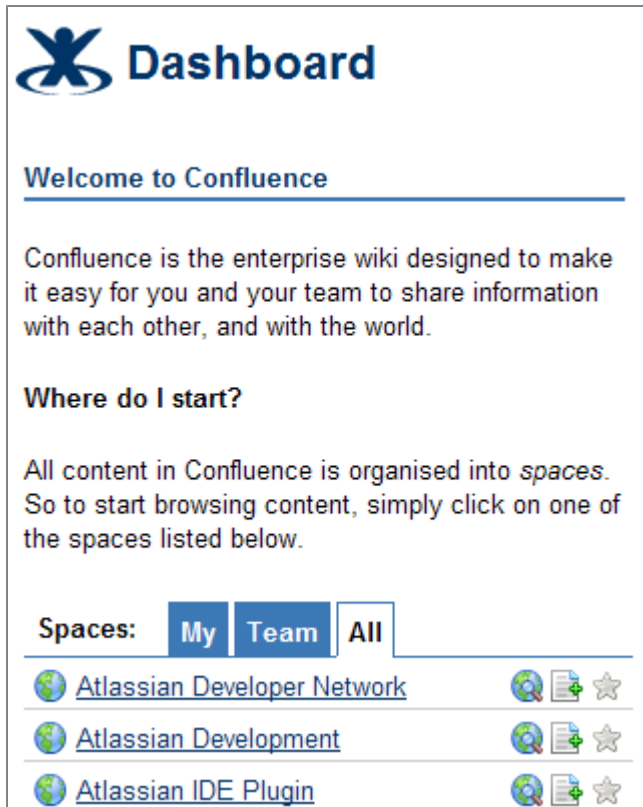 Dashboard
Welcome to Confluence
Confluence is the enterprise wiki designed to make
it easy for you and your team to share information
with each other, and with the world.
Where do I start?
All content in Confluence is organised into spaces.
So to start browsing content, simply click on one of
the spaces listed below.
Spaces: My Team All
Atlassian Developer Network
Atlassian Development
Atlassian IDE Plugin